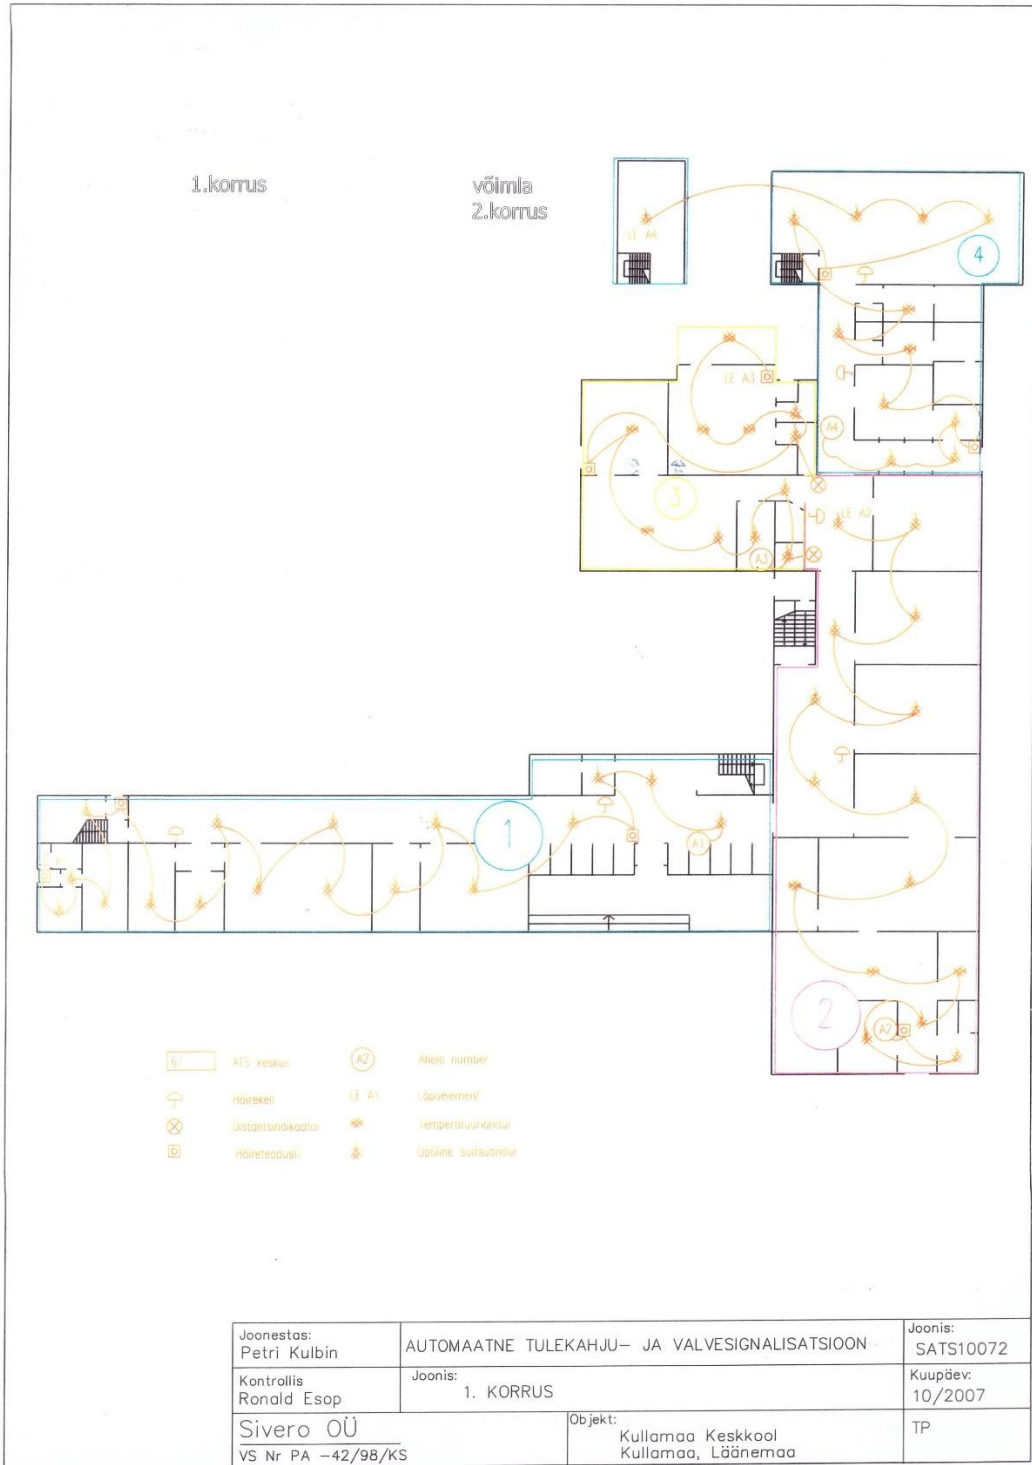 1.korrus
võimla
2.korrus
LE A4
4
LE A3
A4
3
LE A2
A3
1
A1
2
A2
ATS keskus
A2
Häirekell
LE A1
Lõpuelement
Distantsindikaator
Temperatuuriandur
Optiline suitsuandur
Joonestas:
Petri Kulbin
AUTOMAATNE TULEKAHJU- JA VALVESIGNALISATSIOON
Joonis:
SATS10072
Kontrollis
Ronald Esop
Joonis:
1. KORRUS
Kuupäev:
10/2007
Sivero OÜ
VS Nr PA -42/98/KS
Objekt:
Kullamaa Keskkool
Kullamaa, Läänemaa
TP